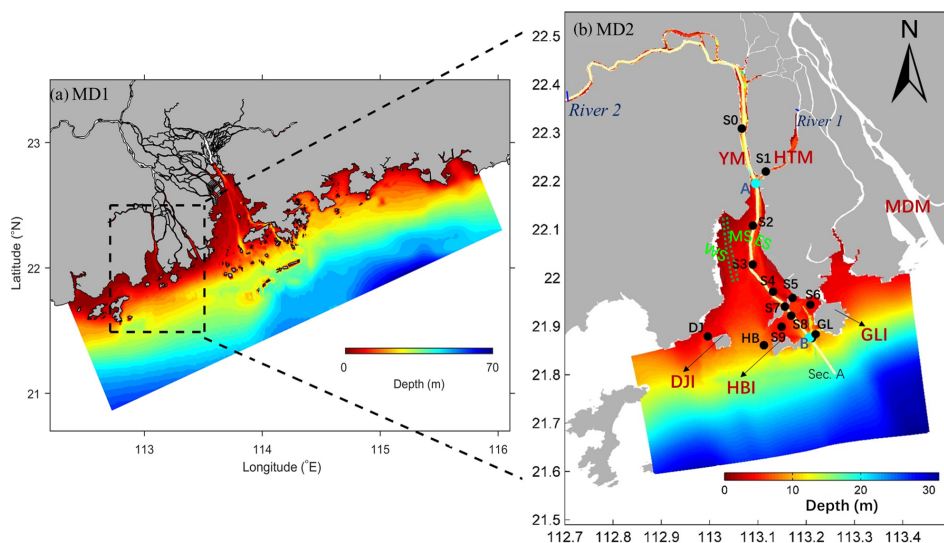 (a) MD1
23
22
21
Latitude (°N)
113
114
115
116
Longitude (°E)
0
70
Depth (m)
(b) MD2
N
22.5
22.4
22.3
22.2
22.1
22
21.9
21.8
21.7
21.6
21.5
River 2
River 1
S0
S1
YM
HTM
A
MDM
S2
MS
ES
WS
S3
S4
S5
S6
S7
S8
GL
DJ
HB
S9
B
GLI
DJI
HBI
Sec. A
0
10
20
30
Depth (m)
112.7 112.8 112.9 113 113.1 113.2 113.3 113.4